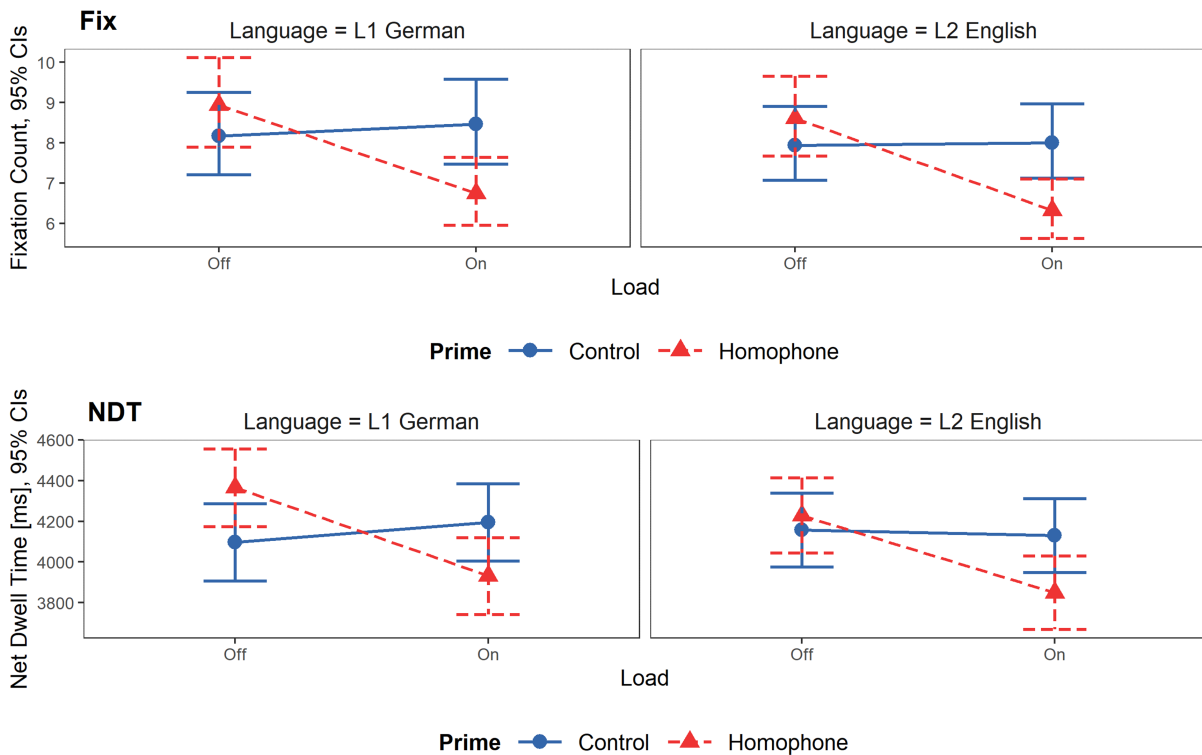 Fix
Language = L1 German
Language = L2 English
Fixation Count, 95% CIs
10
9
8
7
6
Off
On
Off
On
Load
Prime Control Homophone
NDT
Language = L1 German
Language = L2 English
Net Dwell Time [ms], 95% CIs
4600
4400
4200
4000
3800
Off
On
Off
On
Load
Prime Control Homophone